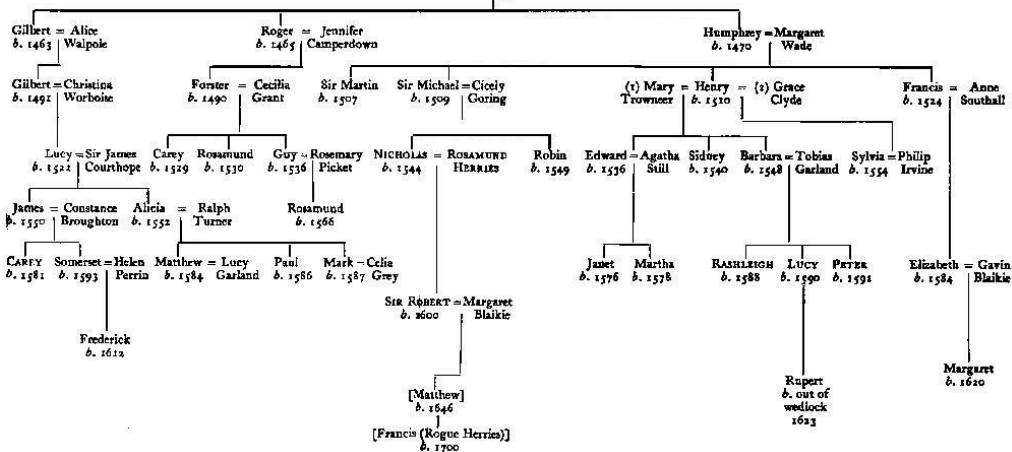 Gilbert = Alice Roger = Jennifer Humphrey = Margaret
b. 1463 Walpole b. 1465 Camperdown b. 1470 Wade
Gilbert = Christina Forster = Cecilia Sir Martin Sir Michael = Cicely (1) Mary = Henry = (2) Grace Francis = Anne
b. 1491 Worboite b. 1490 Grant b. 1507 b. 1509 Goring Trowneer b. 1510 Clyde b. 1524 Southall
Lucy = Sir James Carey Rosamund Guy = Rosemary NICHOLAS = ROSAMUND Robin Edward = Agatha Sidney Barbara = Tobias Sylvia = Philip
b. 1522 Courthope b. 1529 b. 1530 b. 1536 Picket b. 1544 HERRIES b. 1549 b. 1536 Still b. 1540 b. 1548 Garland b. 1554 Irvine
James = Constance Alicia = Ralph Rosamund
b. 1550 Broughton b. 1552 Turner b. 1566
CAREY Somerset = Helen Matthew = Lucy Paul Mark = Celia Janet Martha RASHLEIGH LUCY PETER Elizabeth = Gavin
b. 1581 b. 1593 Perrin b. 1584 Garland b. 1586 b. 1587 Grey b. 1576 b. 1578 b. 1588 b. 1590 b. 1591 b. 1584 Blaikie
SIR ROBERT = Margaret
b. 1600 Blaikie
Frederick
b. 1612
Margaret
b. 1620
[Matthew] Rupert
b. 1646 b. out of
wedlock
1623
[Francis (Rogue Herries)]
b. 1700